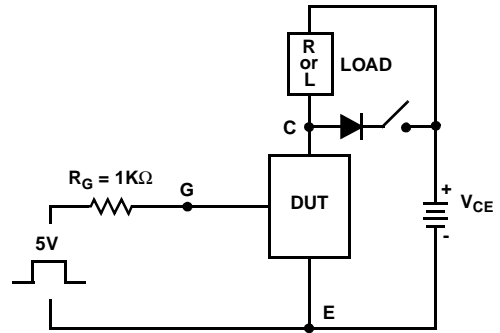 R
or
L
LOAD
C
R_G = 1KΩ
G
DUT
+
V_CE
-
5V
E